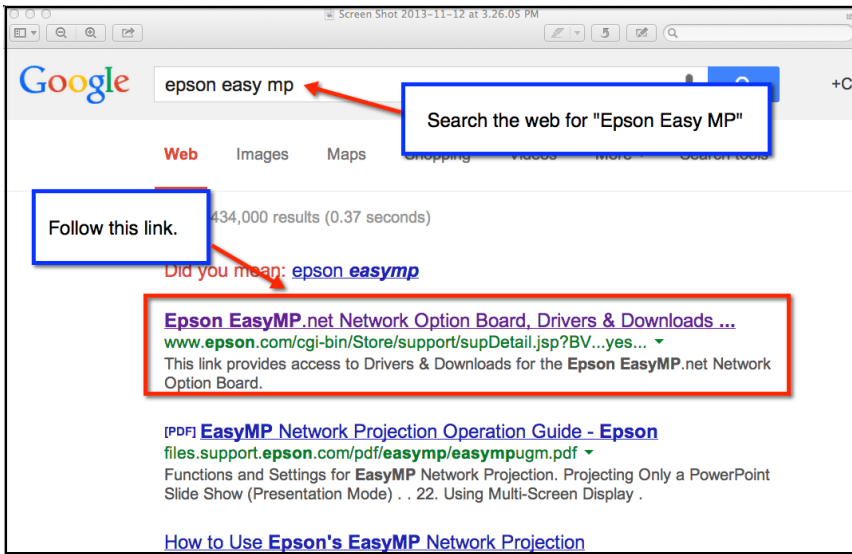 Screen Shot 2013-11-12 at 3.26.05 PM
Google
epson easy mp
+C
Search the web for "Epson Easy MP"
Web Images Maps Shopping Videos More Search tools
434,000 results (0.37 seconds)
Follow this link.
Did you mean: epson easymp
Epson EasyMP.net Network Option Board, Drivers & Downloads ...
www.epson.com/cgi-bin/Store/support/supDetail.jsp?BV...yes...
This link provides access to Drivers & Downloads for the Epson EasyMP.net Network
Option Board.
[PDF] EasyMP Network Projection Operation Guide - Epson
files.support.epson.com/pdf/easymp/easympugm.pdf
Functions and Settings for EasyMP Network Projection. Projecting Only a PowerPoint
Slide Show (Presentation Mode) . . 22. Using Multi-Screen Display .
How to Use Epson's EasyMP Network Projection